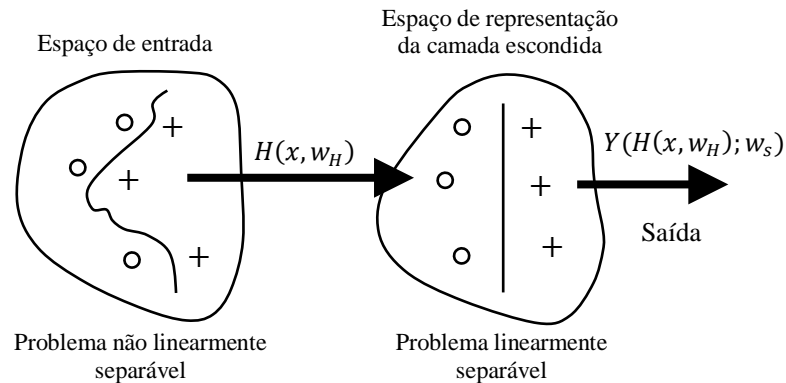 Espaço de entrada
Espaço de representação
da camada escondida
H(x,w_H)
Y(H(x,w_H);w_s)
Saída
Problema não linearmente
separável
Problema linearmente
separável